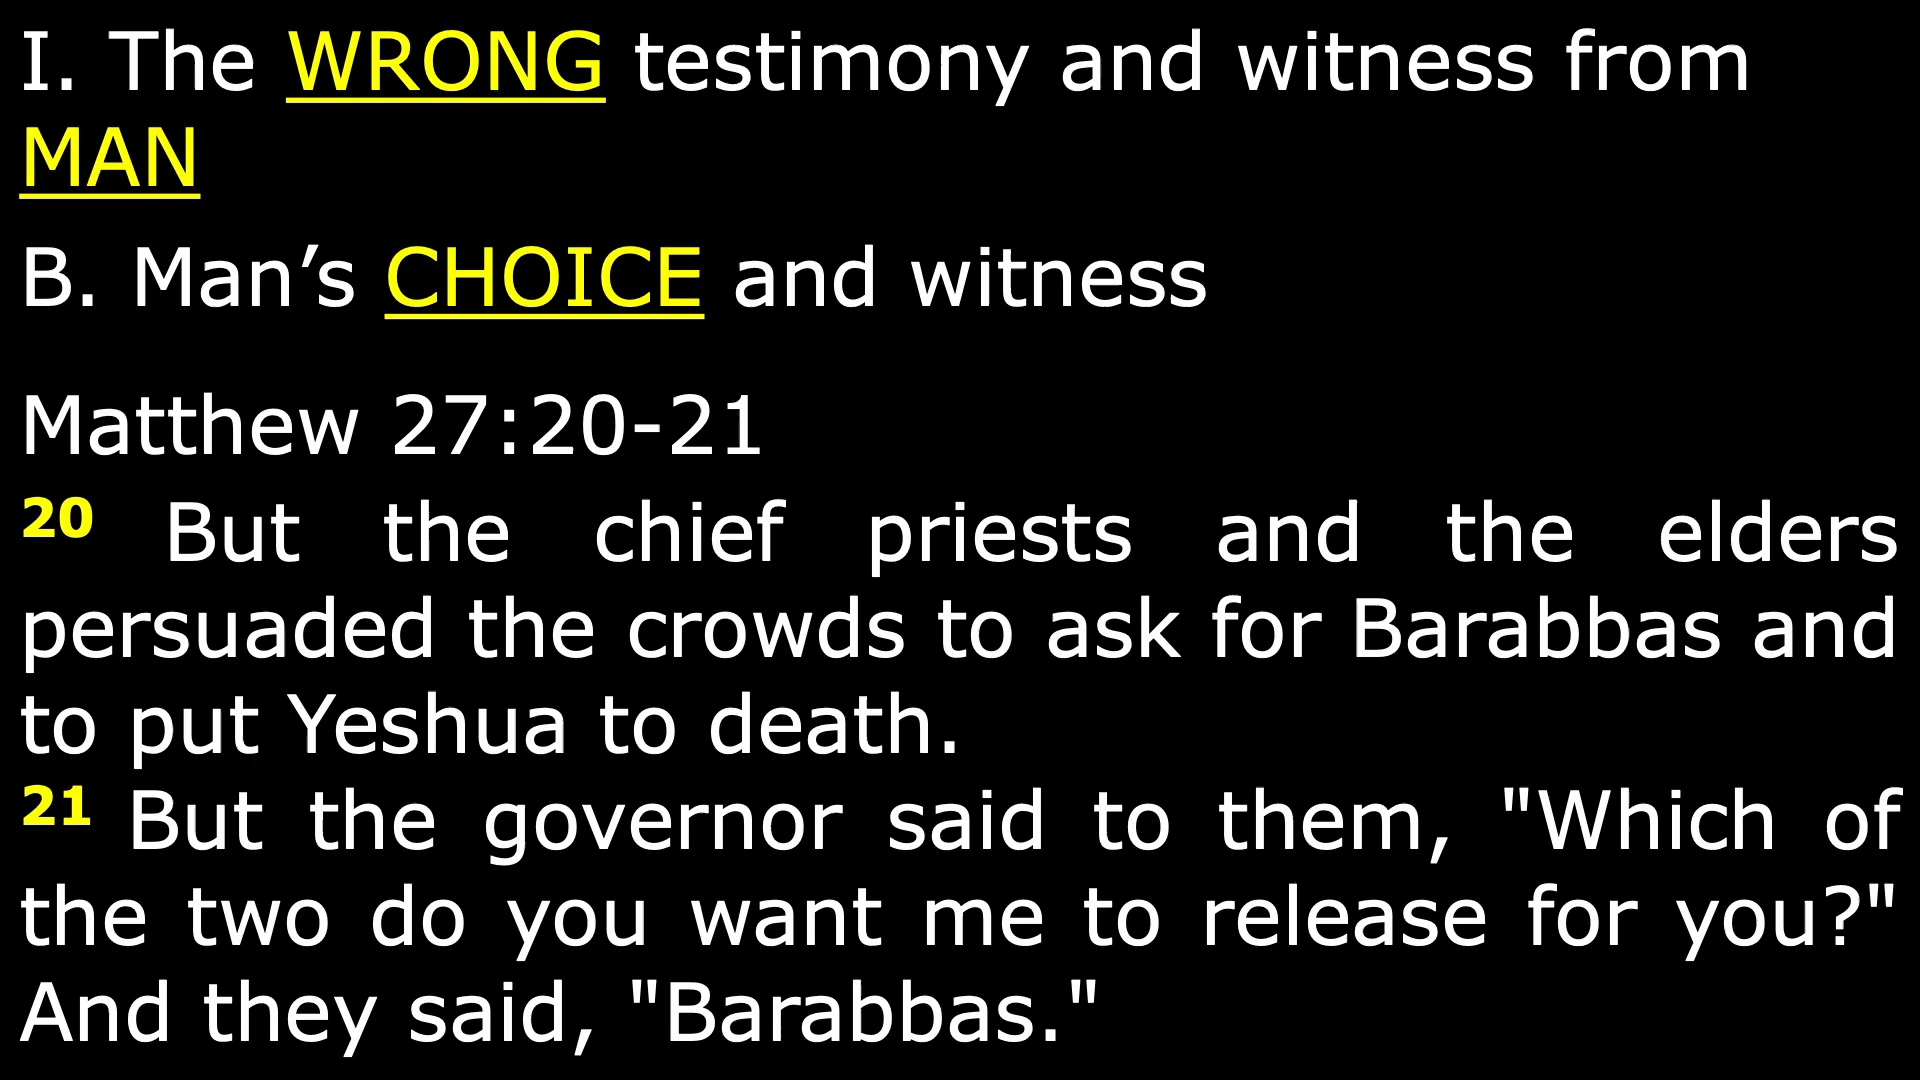 I. The WRONG testimony and witness from
MAN
B. Man’s CHOICE and witness
Matthew 27:20-21
20 But the chief priests and the elders
persuaded the crowds to ask for Barabbas and
to put Yeshua to death.
21 But the governor said to them, "Which of
the two do you want me to release for you?"
And they said, "Barabbas."